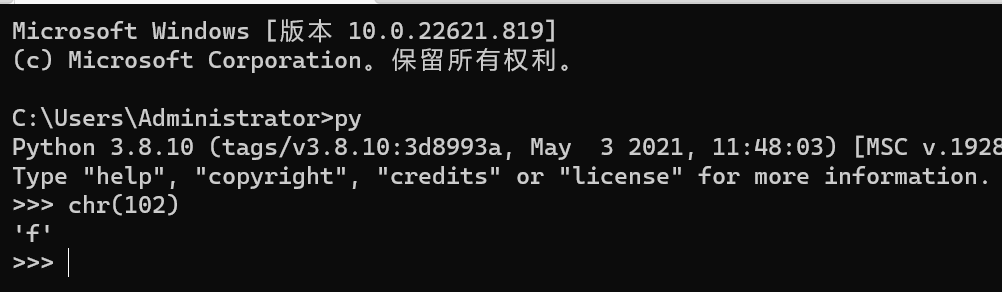 Microsoft Windows [版本 10.0.22621.819]
(c) Microsoft Corporation。保留所有权利。
C:\Users\Administrator>py
Python 3.8.10 (tags/v3.8.10:3d8993a, May  3 2021, 11:48:03) [MSC v.1928
Type "help", "copyright", "credits" or "license" for more information.
>>> chr(102)
'f'
>>>